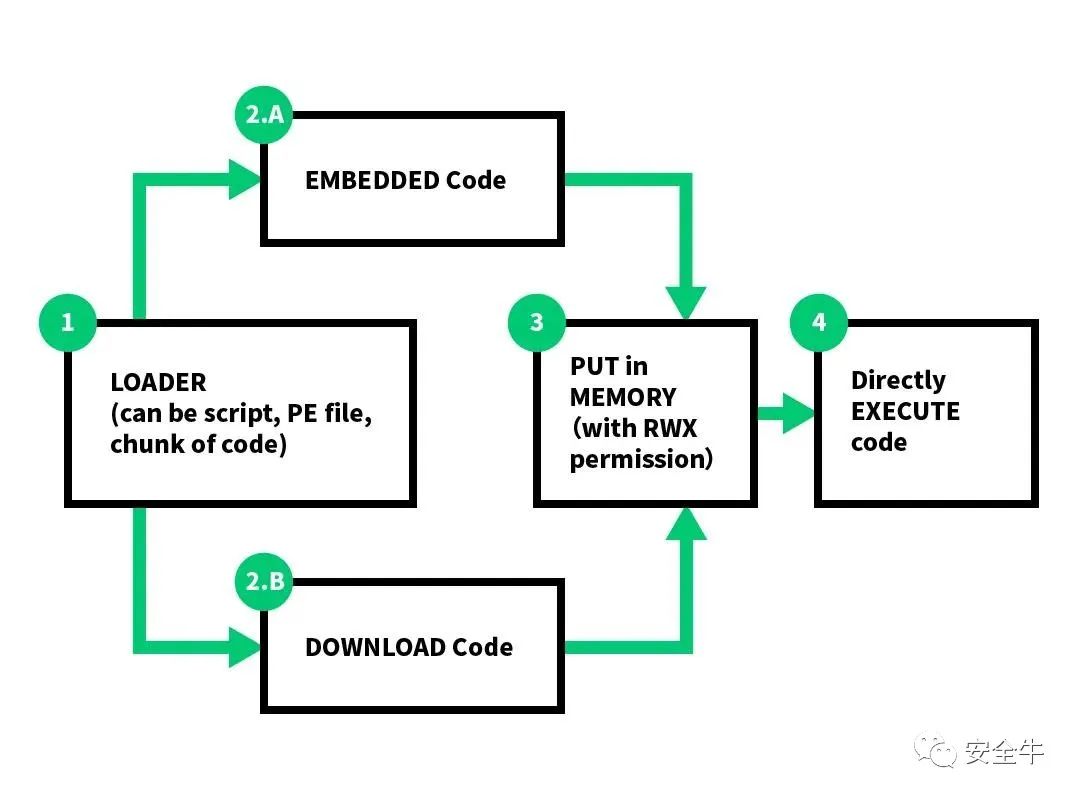 2.A
EMBEDDED Code
1
LOADER
(can be script, PE file,
chunk of code)
3
PUT in
MEMORY
(with RWX
permission)
4
Directly
EXECUTE
code
2.B
DOWNLOAD Code
安全牛